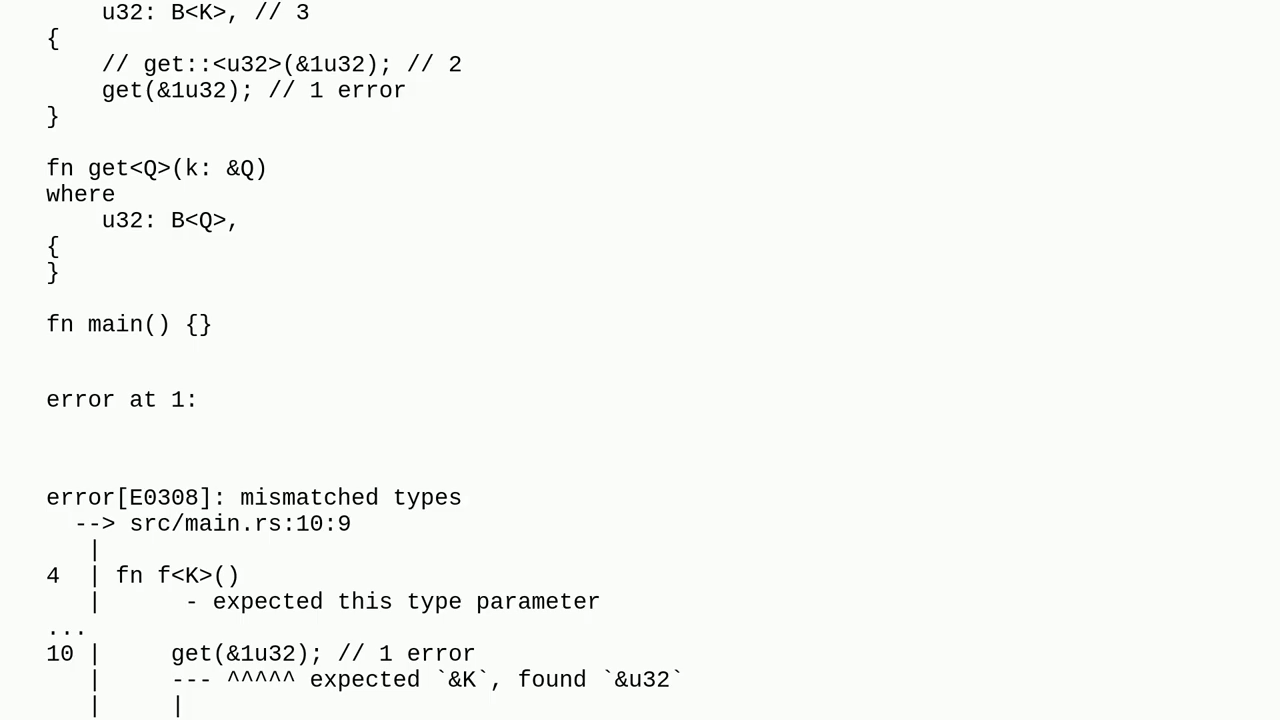 u32: B<K>, // 3
{
    // get::<u32>(&1u32); // 2
    get(&1u32); // 1 error
}

fn get<Q>(k: &Q)
where
    u32: B<Q>,
{
}

fn main() {}

error at 1:

error[E0308]: mismatched types
  --> src/main.rs:10:9
   |
4  | fn f<K>()
   |      - expected this type parameter
...
10 |     get(&1u32); // 1 error
   |     --- ^^^^^ expected `&K`, found `&u32`
   |     |